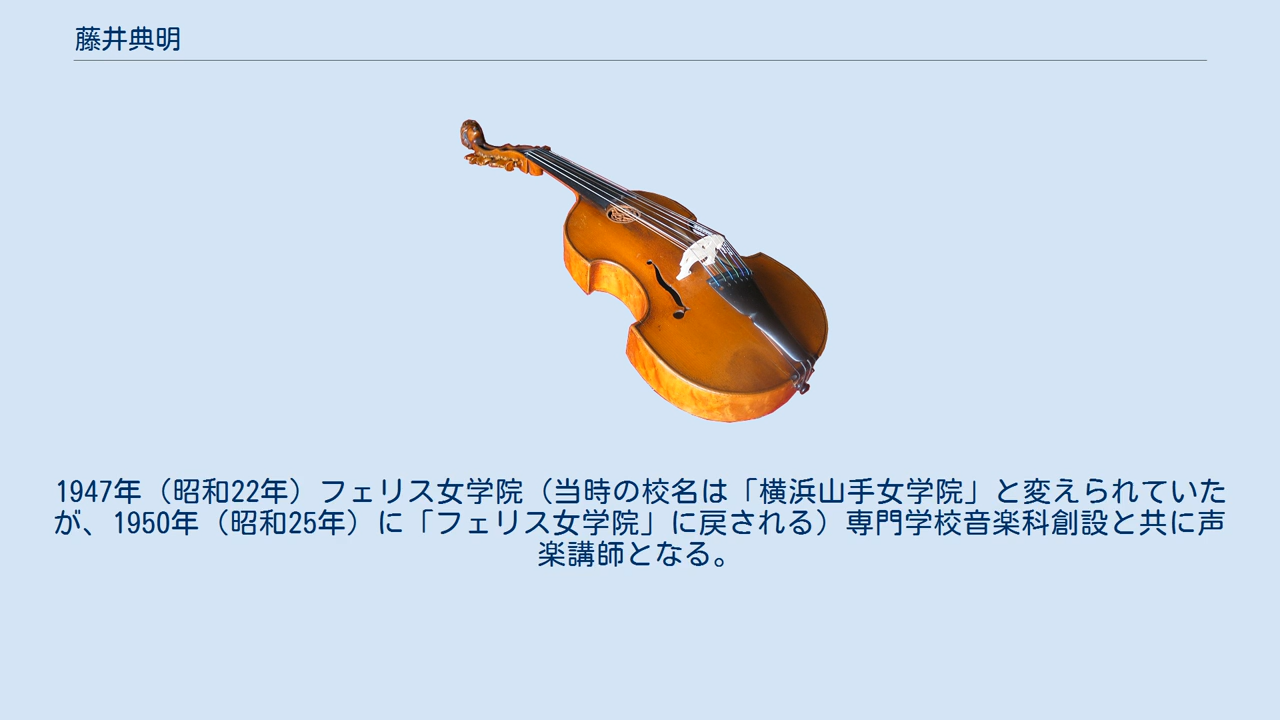 藤井典明
1947年（昭和22年）フェリス女学院（当時の校名は「横浜山手女学院」と変えられていた
が、1950年（昭和25年）に「フェリス女学院」に戻される）専門学校音楽科創設と共に声
楽講師となる。